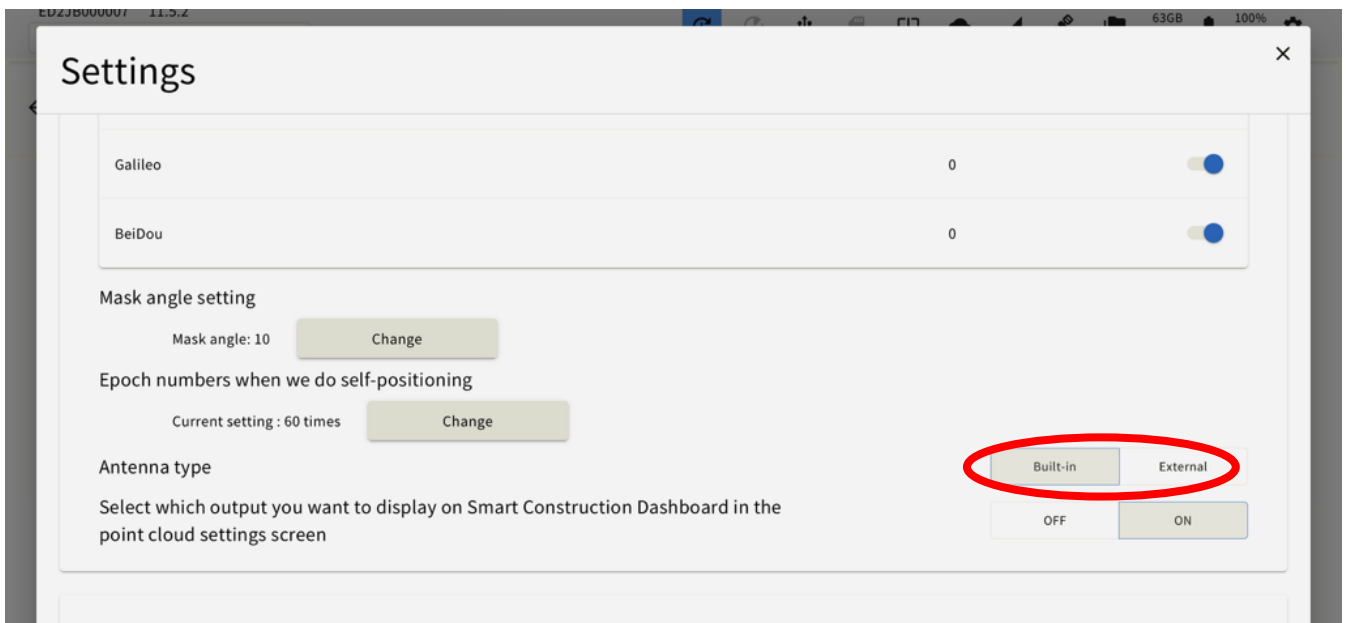 ED2JB000007 11.5.2
63GB 100%
Settings
Galileo 0
BeiDou 0
Mask angle setting
Mask angle: 10 Change
Epoch numbers when we do self-positioning
Current setting : 60 times Change
Antenna type Built-in External
Select which output you want to display on Smart Construction Dashboard in the
point cloud settings screen
OFF ON